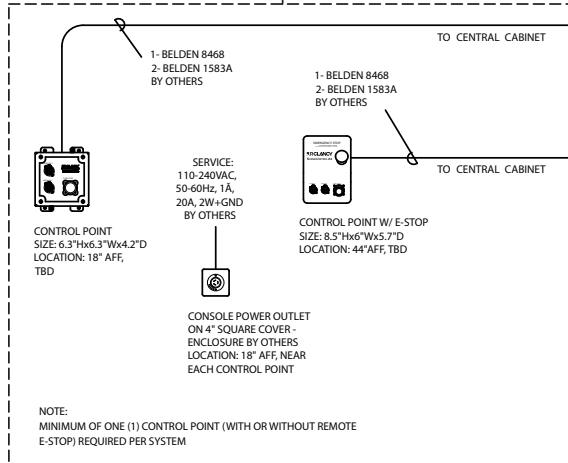 TO CENTRAL CABINET
1- BELDEN 8468
2- BELDEN 1583A
BY OTHERS
1- BELDEN 8468
2- BELDEN 1583A
BY OTHERS
SERVICE:
110-240VAC,
50-60Hz, 1Å,
20A, 2W+GND
BY OTHERS
EMERGENCY STOP
CLANCY
TO CENTRAL CABINET
CONTROL POINT
SIZE: 6.3"Hx6.3"Wx4.2"D
LOCATION: 18" AFF,
TBD
CONTROL POINT W/ E-STOP
SIZE: 8.5"Hx6"Wx5.7"D
LOCATION: 44"AFF, TBD
CONSOLE POWER OUTLET
ON 4" SQUARE COVER -
ENCLOSURE BY OTHERS
LOCATION: 18" AFF, NEAR
EACH CONTROL POINT
NOTE:
MINIMUM OF ONE (1) CONTROL POINT (WITH OR WITHOUT REMOTE
E-STOP) REQUIRED PER SYSTEM